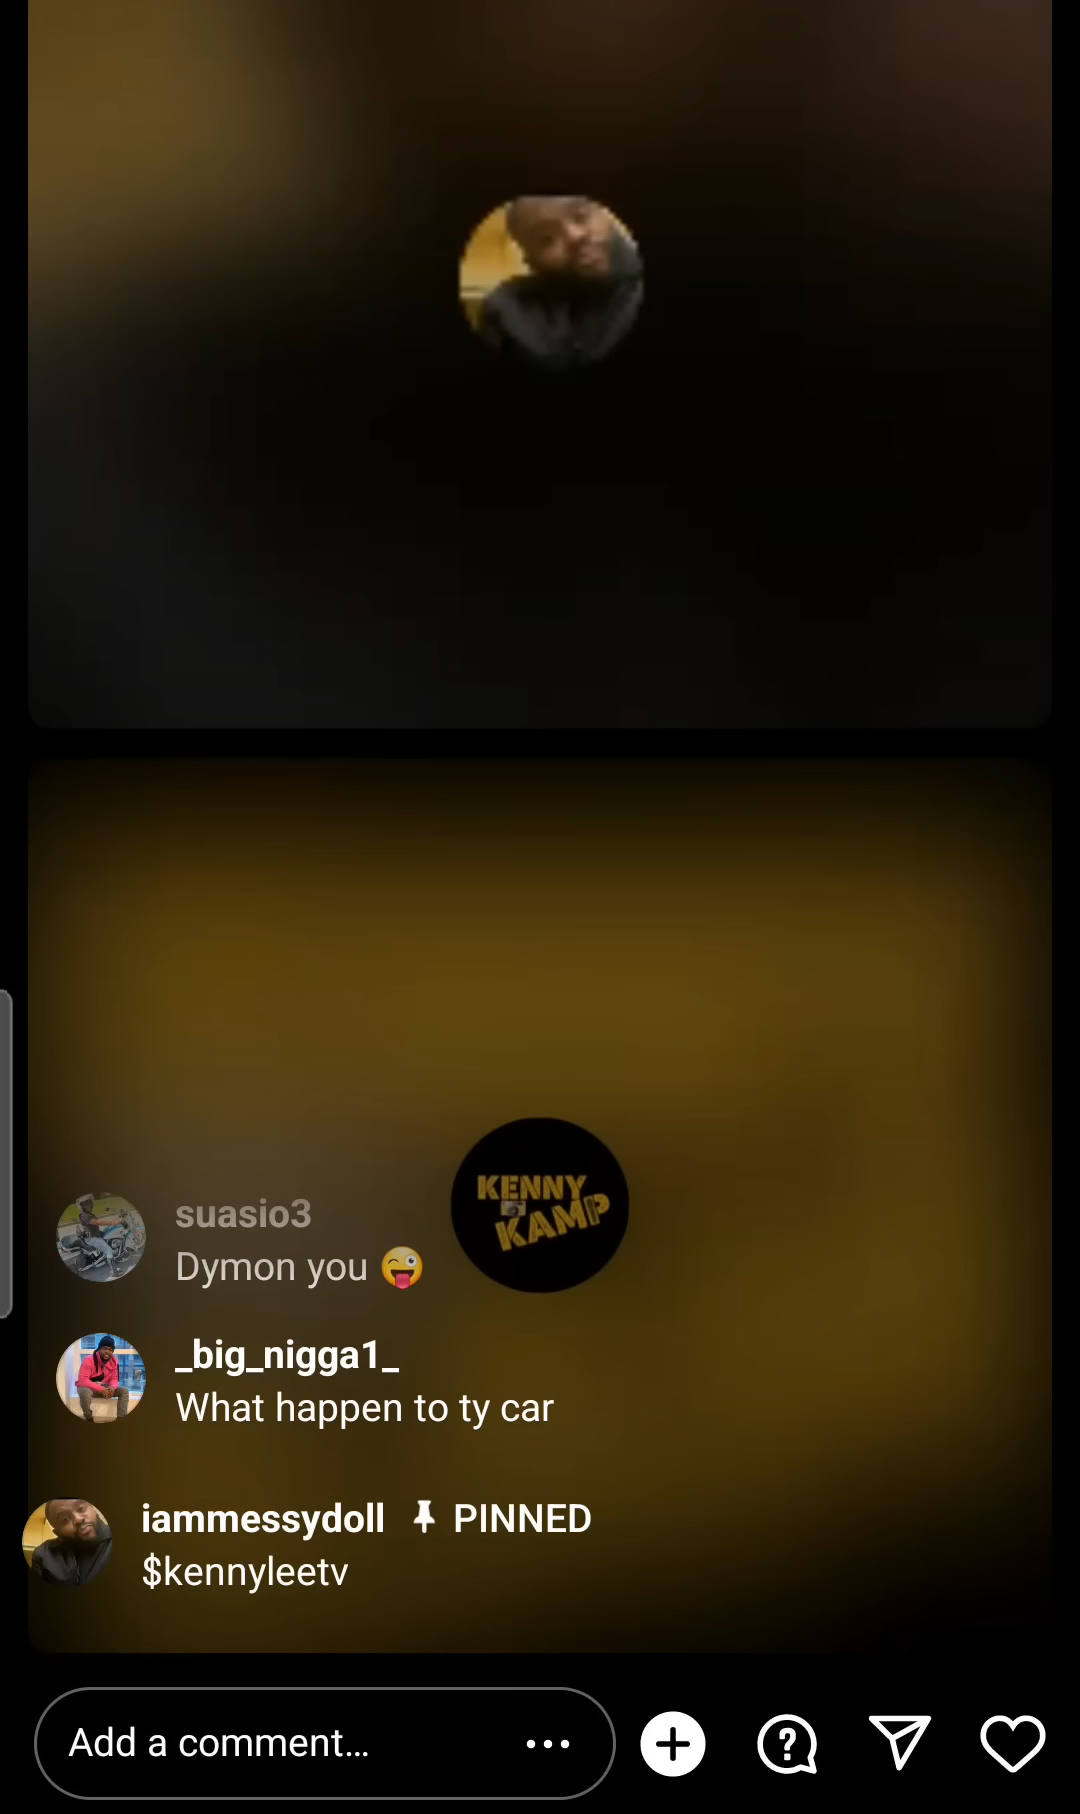 KENNY
KAMP
suasio3
Dymon you 😜
_big_nigga1_
What happen to ty car
iammessydoll 📌 PINNED
$kennyleetv
Add a comment...